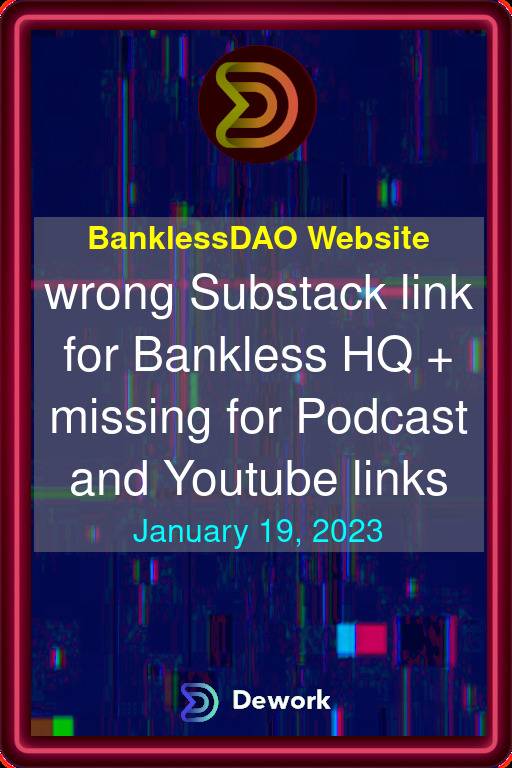 BanklessDAO Website
wrong Substack link
for Bankless HQ +
missing for Podcast
and Youtube links
January 19, 2023
Dework